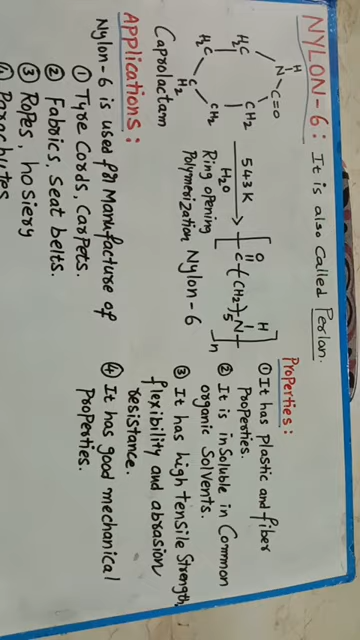 NYLON-6: It is also called Perlon.
H
H₂C N C=O
H₂C CH₂
C H₂ CH₂
Caprolactam
543K
H₂O
Ring opening
Polymerization
[ O H ]
[ C (CH₂)₅ N ]n
Nylon-6
Applications:
Nylon-6 is used for Manufacture of
① Tyre Cords, Carpets.
② Fabrics, seat belts.
③ Ropes, hosiery
④ Parachutes
Properties:
① It has plastic and fiber
Properties.
② It is insoluble in Common
organic Solvents.
③ It has high tensile Strength,
flexibility and abrasion
resistance.
④ It has good mechanical
Properties.